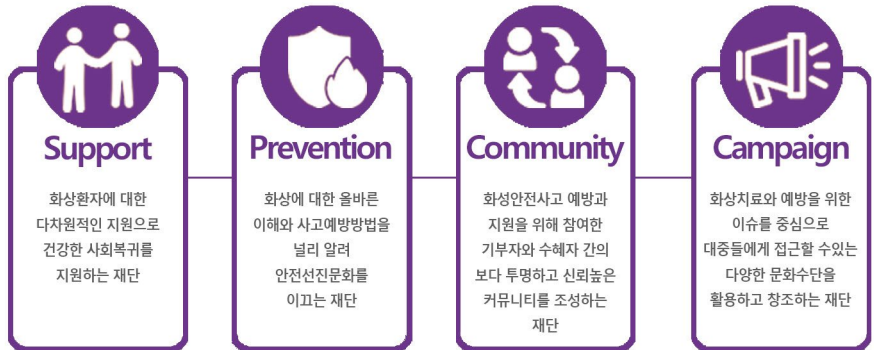 Support
화상환자에 대한
다차원적인 지원으로
건강한 사회복귀를
지원하는 재단
Prevention
화상에 대한 올바른
이해와 사고예방방법을
널리 알려
안전선진문화를
이끄는 재단
Community
화성안전사고 예방과
지원을 위해 참여한
기부자와 수혜자 간의
보다 투명하고 신뢰높은
커뮤니티를 조성하는
재단
Campaign
화상치료와 예방을 위한
이슈를 중심으로
대중들에게 접근할 수있는
다양한 문화수단을
활용하고 창조하는 재단